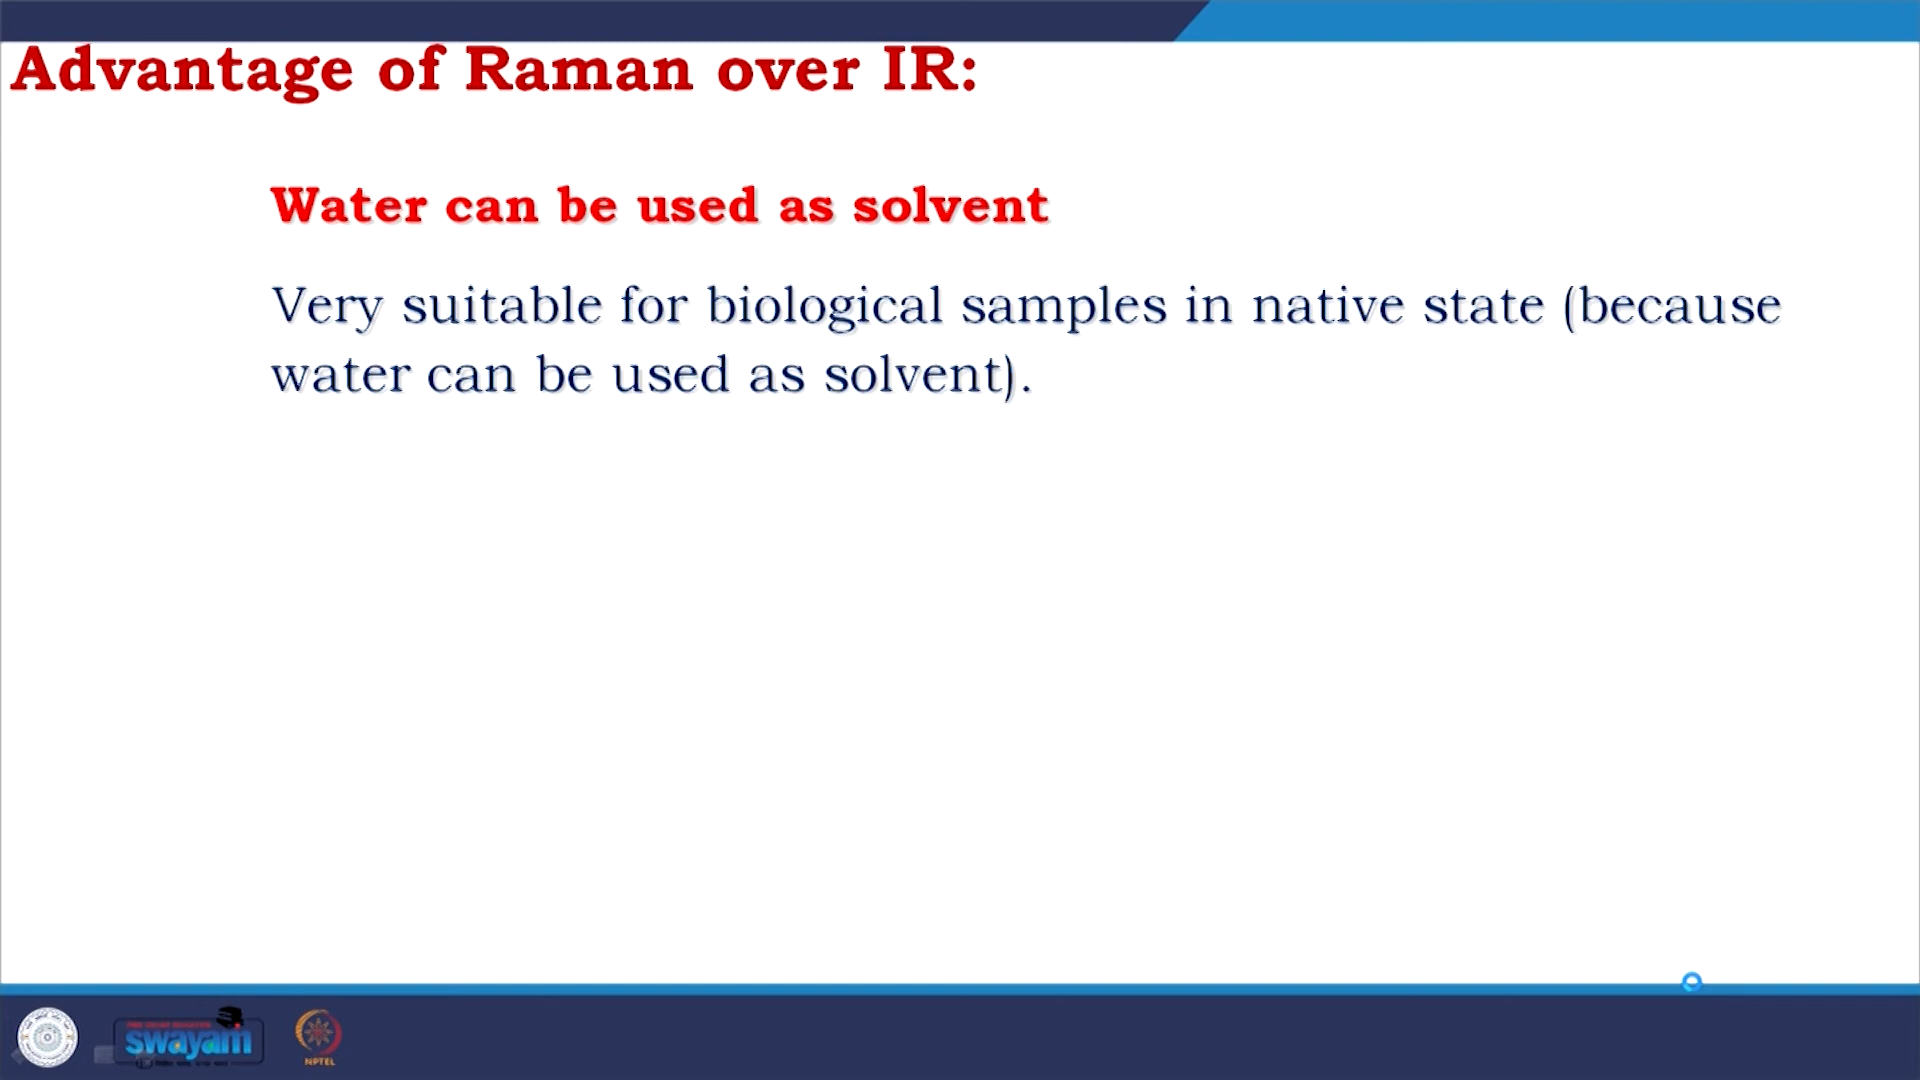 Advantage of Raman over IR:
Water can be used as solvent
Very suitable for biological samples in native state (because
water can be used as solvent).
swayam
NPTEL